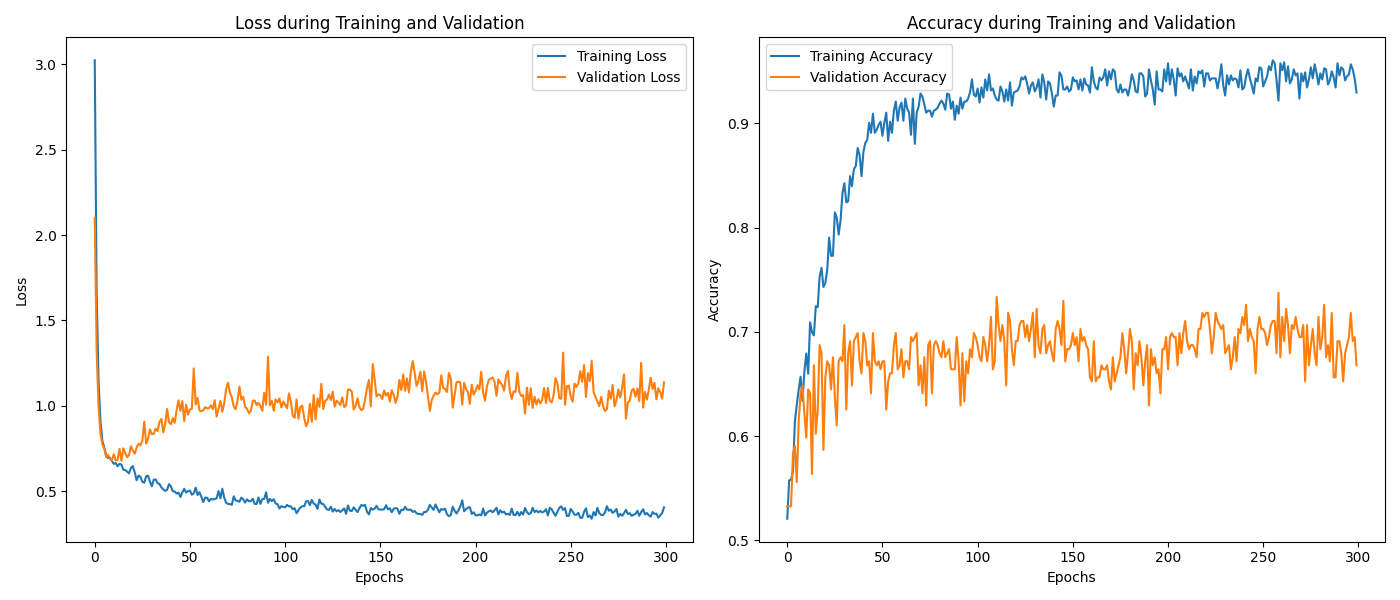 Loss during Training and Validation
Training Loss
Validation Loss
3.0
2.5
2.0
1.5
1.0
0.5
Loss
0
50
100
150
200
250
300
Epochs
Accuracy during Training and Validation
Training Accuracy
Validation Accuracy
0.9
0.8
0.7
0.6
0.5
Accuracy
0
50
100
150
200
250
300
Epochs